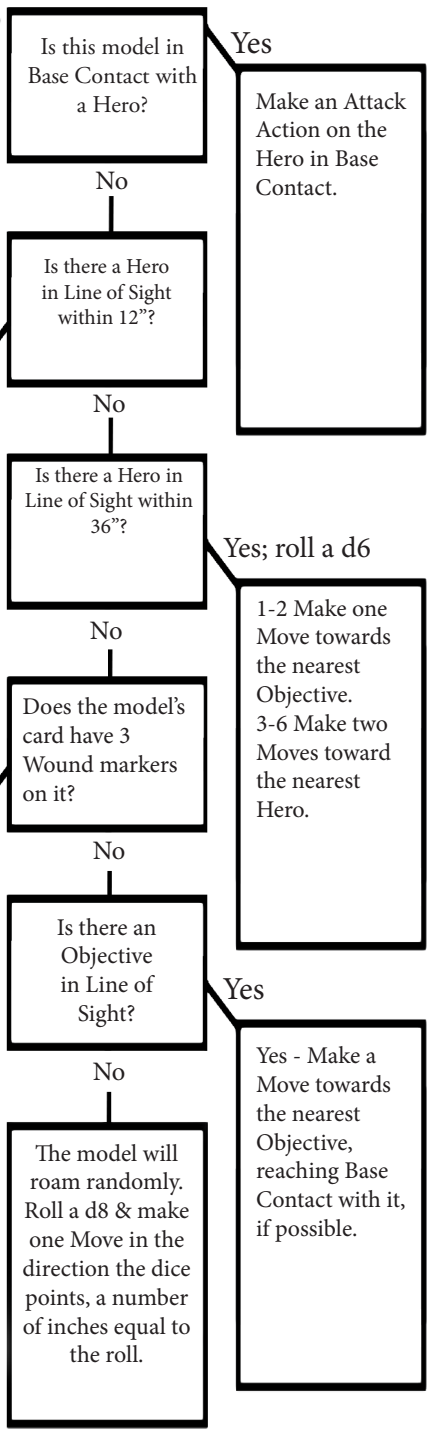 Is this model in
Base Contact with
a Hero?
Yes
Make an Attack
Action on the
Hero in Base
Contact.
No
Is there a Hero
in Line of Sight
within 12”?
No
Is there a Hero in
Line of Sight within
36”?
Yes; roll a d6
1-2 Make one
Move towards
the nearest
Objective.
3-6 Make two
Moves toward
the nearest
Hero.
No
Does the model’s
card have 3
Wound markers
on it?
No
Is there an
Objective
in Line of
Sight?
Yes
Yes - Make a
Move towards
the nearest
Objective,
reaching Base
Contact with it,
if possible.
No
The model will
roam randomly.
Roll a d8 & make
one Move in the
direction the dice
points, a number
of inches equal to
the roll.